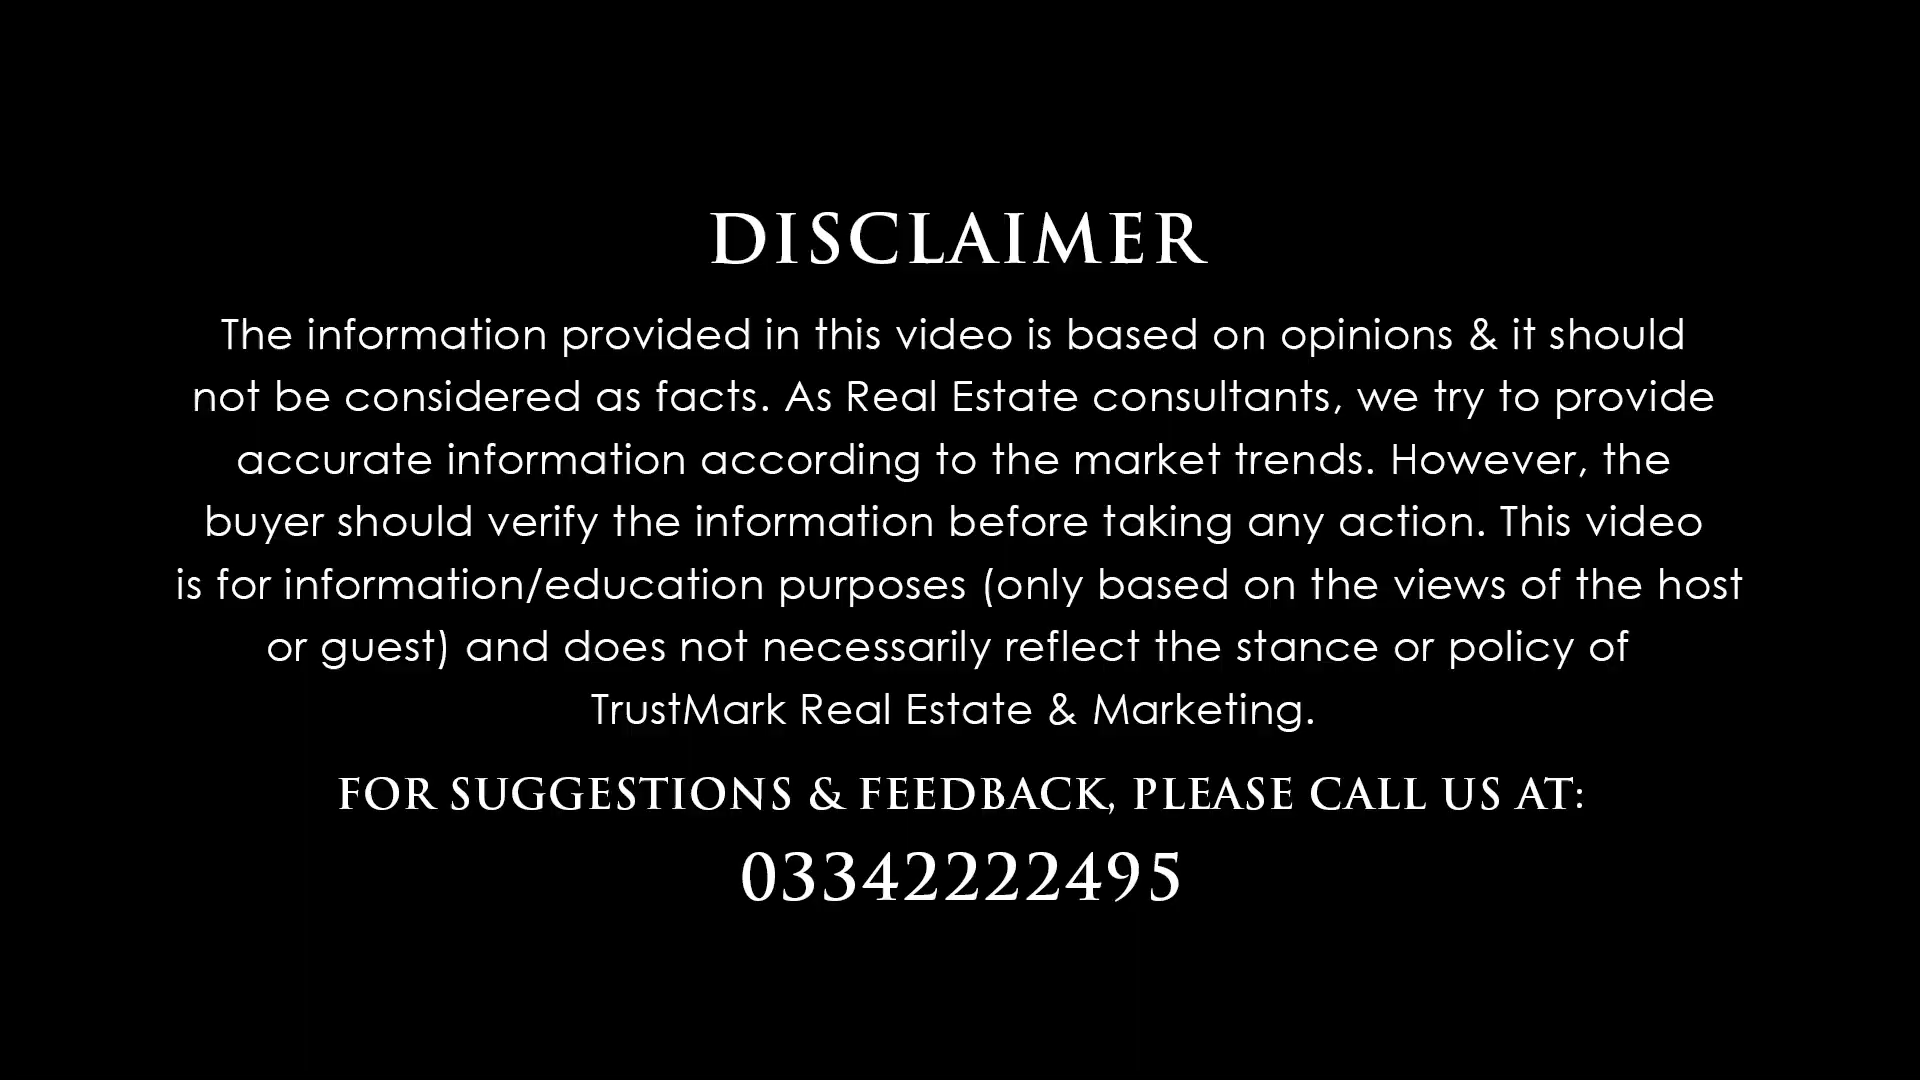 DISCLAIMER
The information provided in this video is based on opinions & it should
not be considered as facts. As Real Estate consultants, we try to provide
accurate information according to the market trends. However, the
buyer should verify the information before taking any action. This video
is for information/education purposes (only based on the views of the host
or guest) and does not necessarily reflect the stance or policy of
TrustMark Real Estate & Marketing.
FOR SUGGESTIONS & FEEDBACK, PLEASE CALL US AT:
03342222495